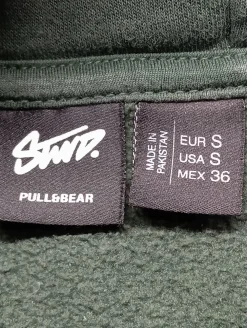 STWD.
PULL&BEAR
MADE IN
PAKISTAN
EUR S
USA S
MEX 36